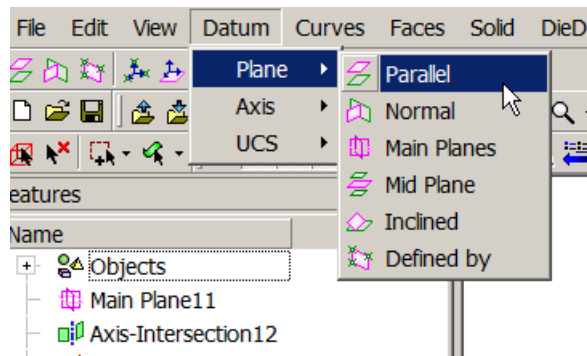 File Edit View Datum Curves Faces Solid DieD
Plane
Parallel
Axis
Normal
UCS
Main Planes
Mid Plane
Inclined
Defined by
eatures
Name
Objects
Main Plane11
Axis-Intersection12